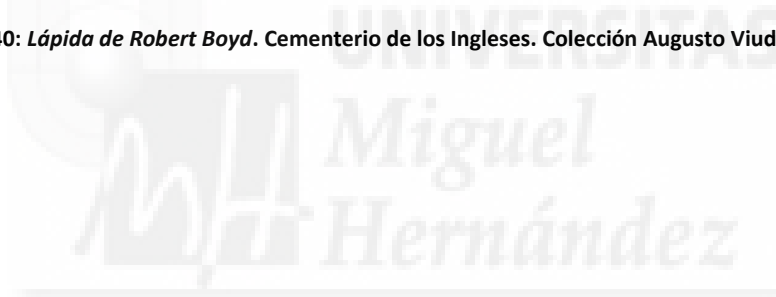 40: Lápida de Robert Boyd. Cementerio de los Ingleses. Colección Augusto Viud
UNIVERSITAS
Miguel
Hernández